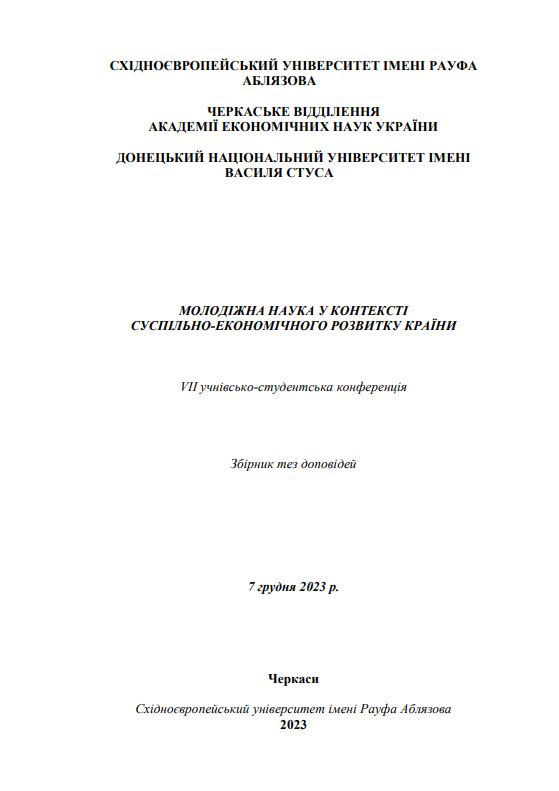 СХІДНОЄВРОПЕЙСЬКИЙ УНІВЕРСИТЕТ ІМЕНІ РАУФА
АБЛЯЗОВА
ЧЕРКАСЬКЕ ВІДДІЛЕННЯ
АКАДЕМІЇ ЕКОНОМІЧНИХ НАУК УКРАЇНИ
ДОНЕЦЬКИЙ НАЦІОНАЛЬНИЙ УНІВЕРСИТЕТ ІМЕНІ
ВАСИЛЯ СТУСА
МОЛОДІЖНА НАУКА У КОНТЕКСТІ
СУСПІЛЬНО-ЕКОНОМІЧНОГО РОЗВИТКУ КРАЇНИ
VII учнівсько-студентська конференція
Збірник тез доповідей
7 грудня 2023 р.
Черкаси
Східноєвропейський університет імені Рауфа Аблязова
2023